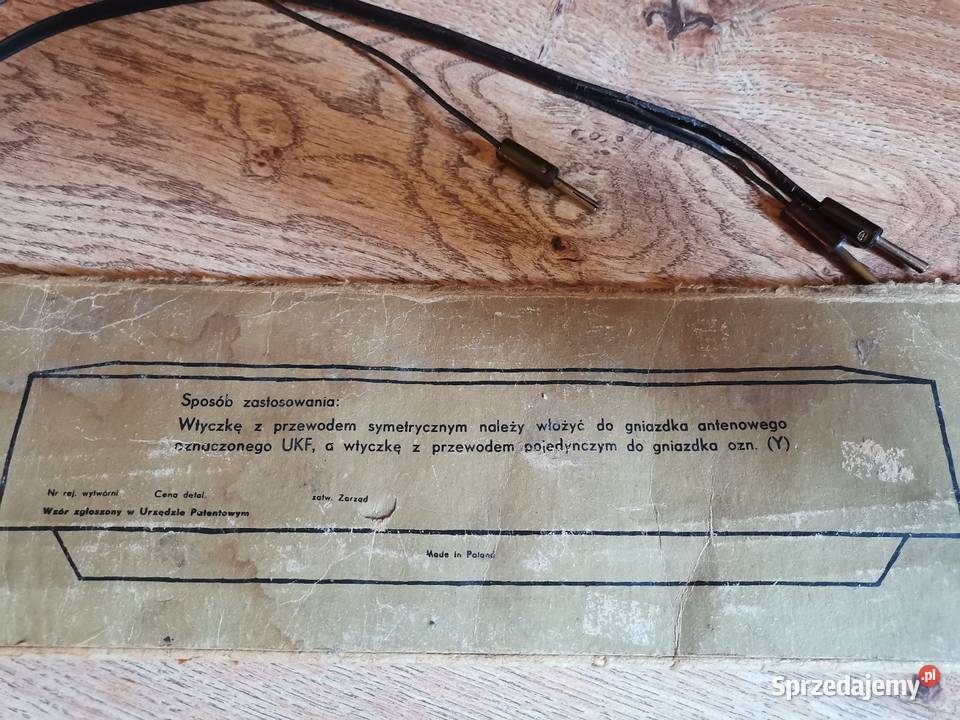 Sposób zastosowania:
Wtyczkę z przewodem symetrycznym należy włożyć do gniazdka antenowego
oznaczonego UKF, a wtyczkę z przewodem pojedynczym do gniazdka ozn. (Y)
Nr rej. wytwórni Cena detal. zatw. Zarząd
Wzór zgłoszony w Urzędzie Patentowym
Made in Poland
Sprzedajemy.pl